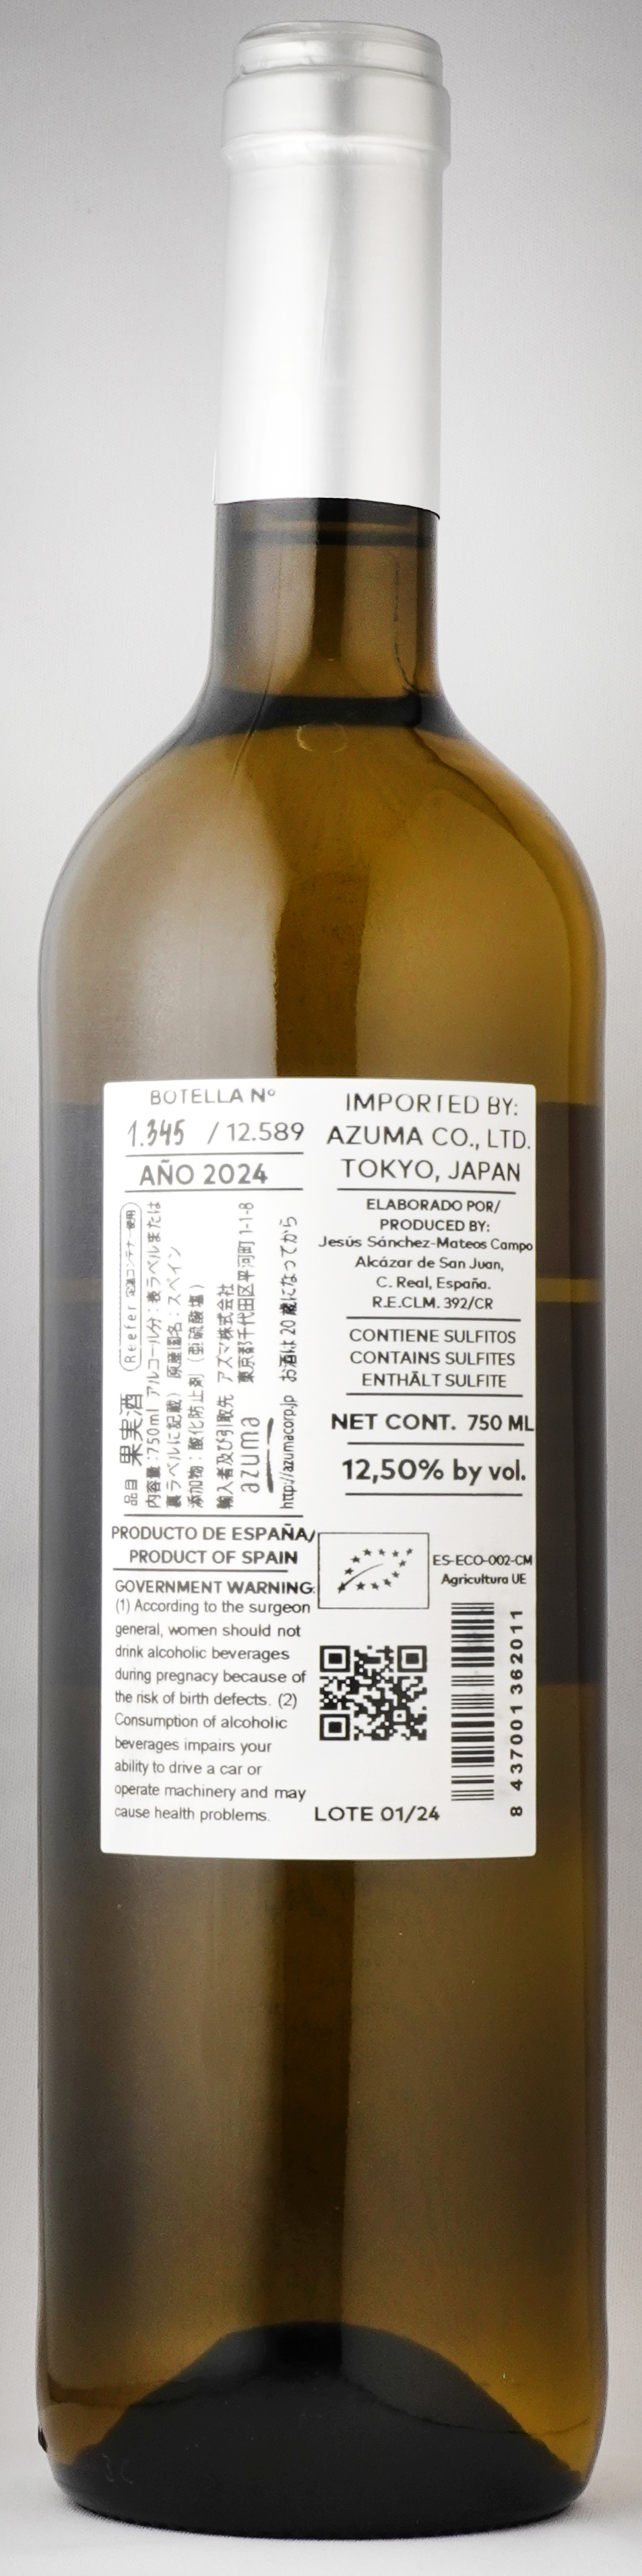 BOTELLA Nº
1.345 / 12.589
AÑO 2024
品目 果実酒 Reefer 定温コンテナー使用
内容量:750ml アルコール分:表ラベルまたは
裏ラベルに記載) 原産国名:スペイン
添加物:酸化防止剤(亜硫酸塩)
輸入者及び引取先 アズマ株式会社
東京都千代田区平河町 1-1-8
azuma
http://azumacorp.jp お酒は20歳になってから
PRODUCTO DE ESPAÑA/
PRODUCT OF SPAIN
GOVERNMENT WARNING:
(1) According to the surgeon
general, women should not
drink alcoholic beverages
during pregnancy because of
the risk of birth defects. (2)
Consumption of alcoholic
beverages impairs your
ability to drive a car or
operate machinery and may
cause health problems.
IMPORTED BY:
AZUMA CO., LTD.
TOKYO, JAPAN
ELABORADO POR/
PRODUCED BY:
Jesús Sánchez-Mateos Campo
Alcázar de San Juan,
C. Real, España.
R.E.CLM. 392/CR
CONTIENE SULFITOS
CONTAINS SULFITES
ENTHÄLT SULFITE
NET CONT. 750 ML
12,50% by vol.
ES-ECO-002-CM
Agricultura UE
8 437001 362011
LOTE 01/24